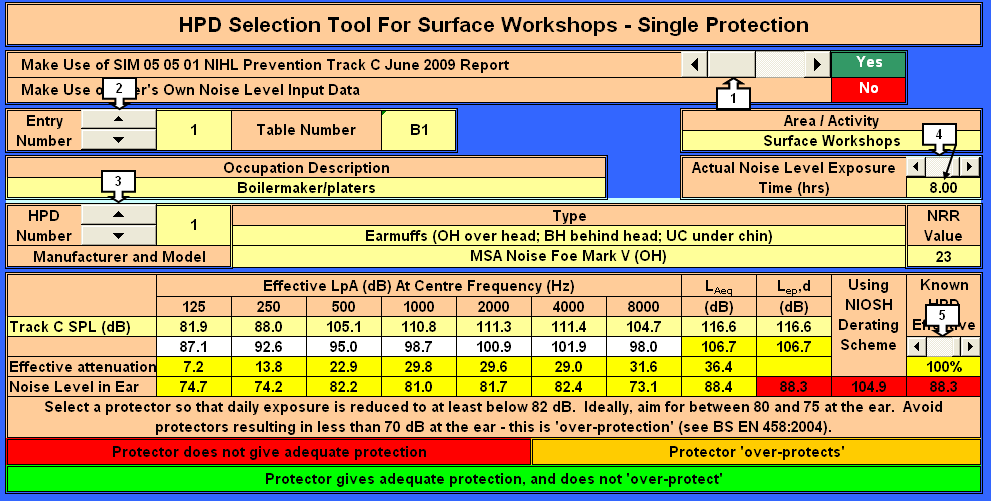 HPD Selection Tool For Surface Workshops - Single Protection
Make Use of SIM 05 05 01 NIHL Prevention Track C June 2009 Report
Yes
Make Use 's Own Noise Level Input Data
No
1
2
Entry Number
1
Table Number
B1
Area / Activity
Surface Workshops
Occupation Description
Boilermaker/platers
Actual Noise Level Exposure
Time (hrs)
4
8.00
3
HPD Number
1
Type
NRR Value
Earmuffs (OH over head; BH behind head; UC under chin)
Manufacturer and Model
MSA Noise Foe Mark V (OH)
23
Effective LpA (dB) At Centre Frequency (Hz)
LAeq (dB)
Lep,d (dB)
Using NIOSH Derating Scheme
Known
5
125 250 500 1000 2000 4000 8000
Track C SPL (dB) 81.9 88.0 105.1 110.8 111.3 111.4 104.7 116.6 116.6
87.1 92.6 95.0 98.7 100.9 101.9 98.0 106.7 106.7
Effective attenuation 7.2 13.8 22.9 29.8 29.6 29.0 31.6 36.4 100%
Noise Level in Ear 74.7 74.2 82.2 81.0 81.7 82.4 73.1 88.4 88.3 104.9 88.3
Select a protector so that daily exposure is reduced to at least below 82 dB. Ideally, aim for between 80 and 75 at the ear. Avoid
protectors resulting in less than 70 dB at the ear - this is 'over-protection' (see BS EN 458:2004).
Protector does not give adequate protection
Protector 'over-protects'
Protector gives adequate protection, and does not 'over-protect'